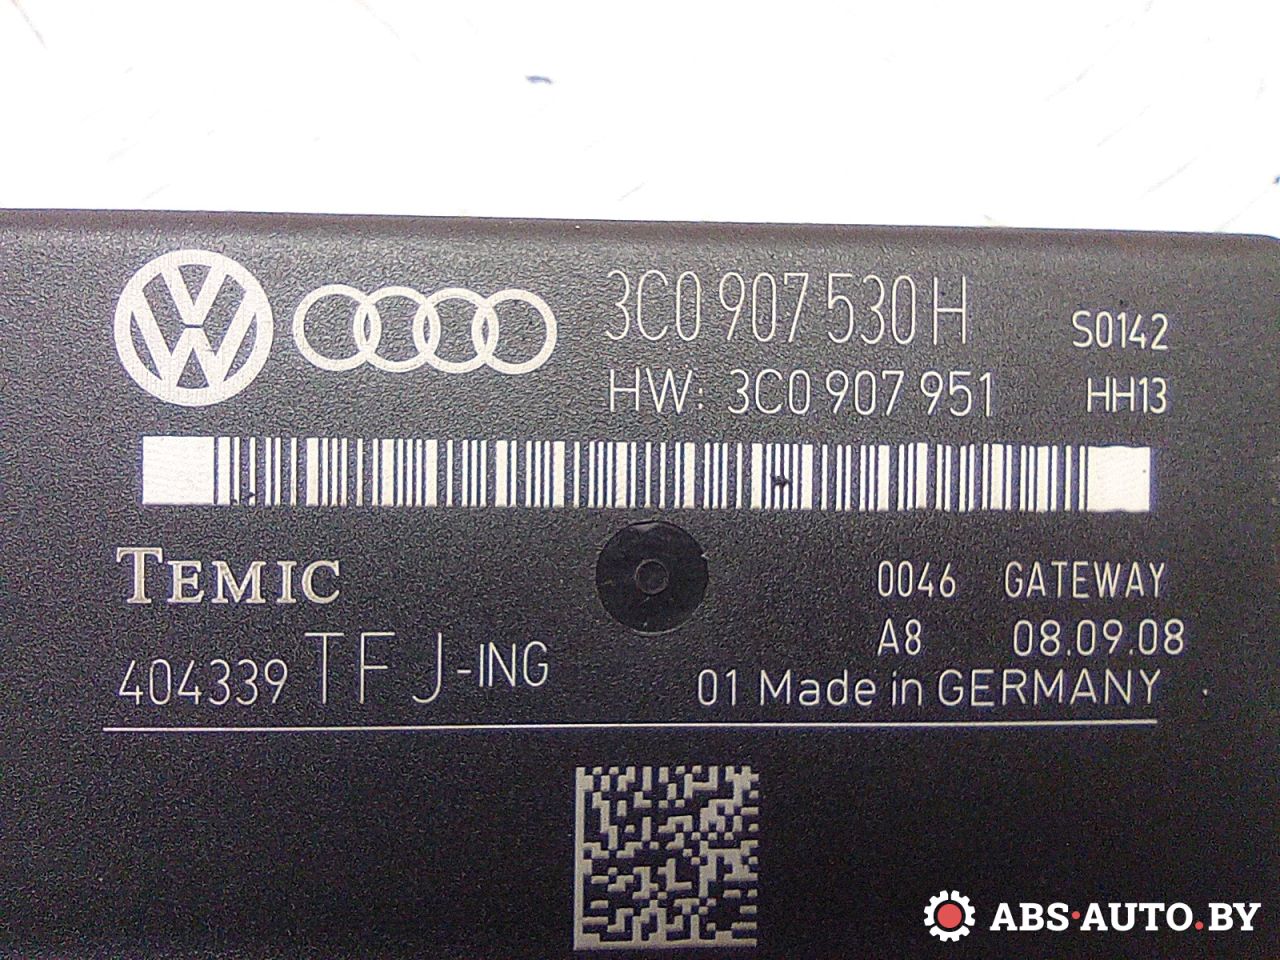 3C0 907 530 H S0142
HW: 3C0 907 951 HH13
TEMIC 0046 GATEWAY
A8 08.09.08
404339 TFJ-ING 01 Made in GERMANY
ABS-AUTO.BY